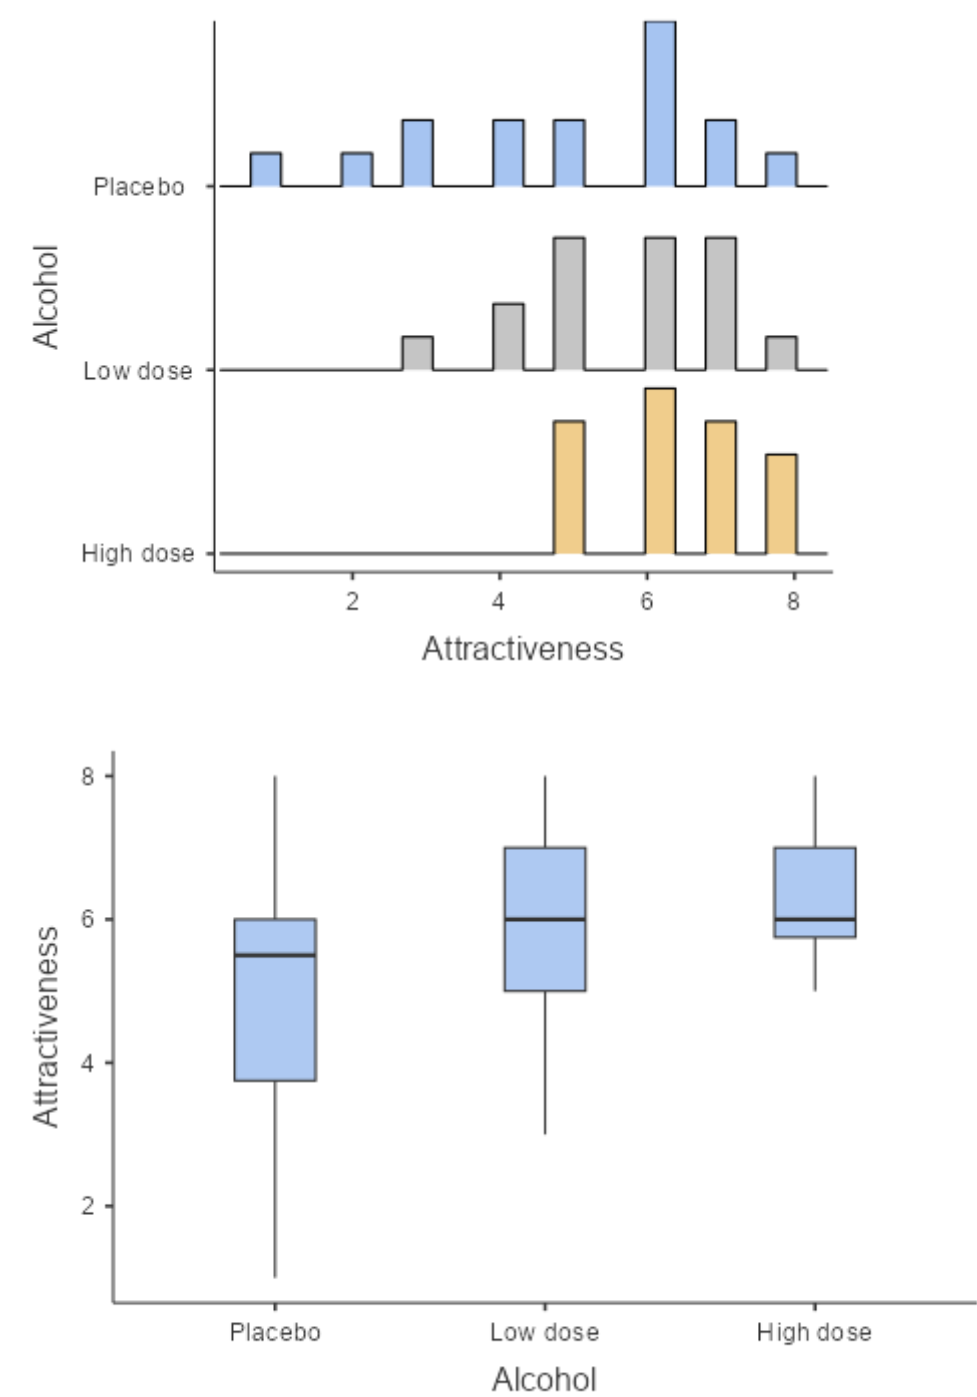 Placebo
Alcohol
Low dose
High dose
2 4 6 8
Attractiveness
8
6
Attractiveness
4
2
Placebo Low dose High dose
Alcohol